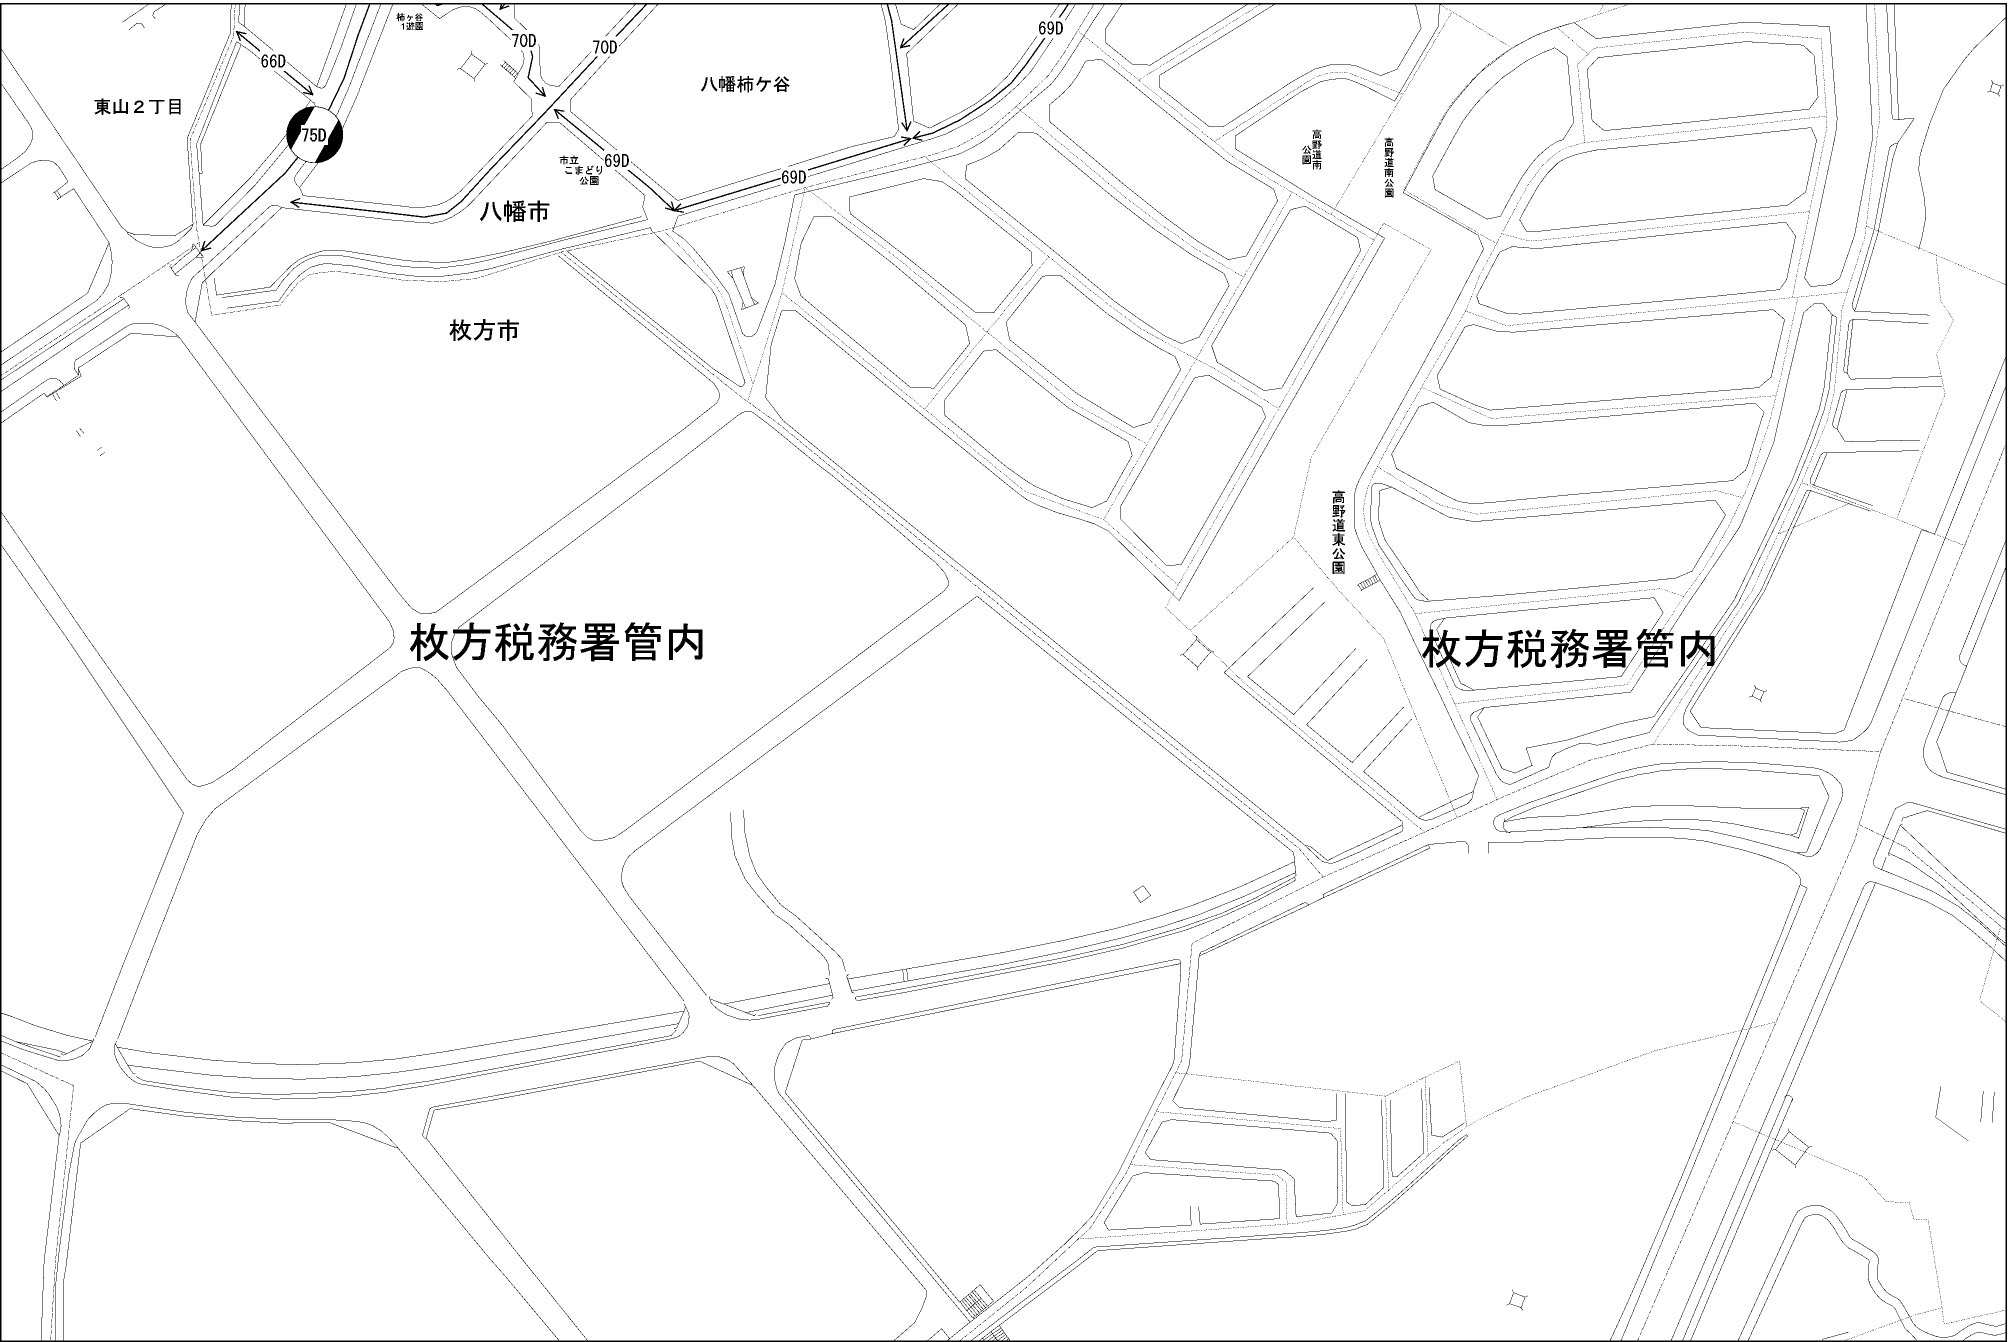 柿ヶ谷
1遊園
70D
70D
69D
66D
八幡柿ケ谷
東山２丁目
75D
高野道南
公園
高野道南公園
市立
こまどり
公園
69D
69D
八幡市
枚方市
高野道東公園
枚方税務署管内
枚方税務署管内